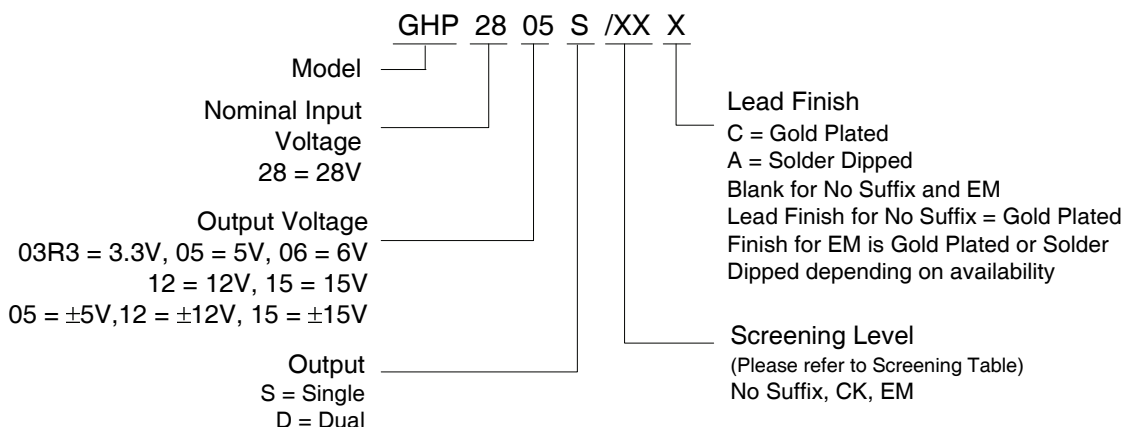 GHP 28 05 S /XX X
Model
Nominal Input
Voltage
28 = 28V
Output Voltage
03R3 = 3.3V, 05 = 5V, 06 = 6V
12 = 12V, 15 = 15V
05 = ±5V,12 = ±12V, 15 = ±15V
Output
S = Single
D = Dual
Lead Finish
C = Gold Plated
A = Solder Dipped
Blank for No Suffix and EM
Lead Finish for No Suffix = Gold Plated
Finish for EM is Gold Plated or Solder
Dipped depending on availability
Screening Level
(Please refer to Screening Table)
No Suffix, CK, EM